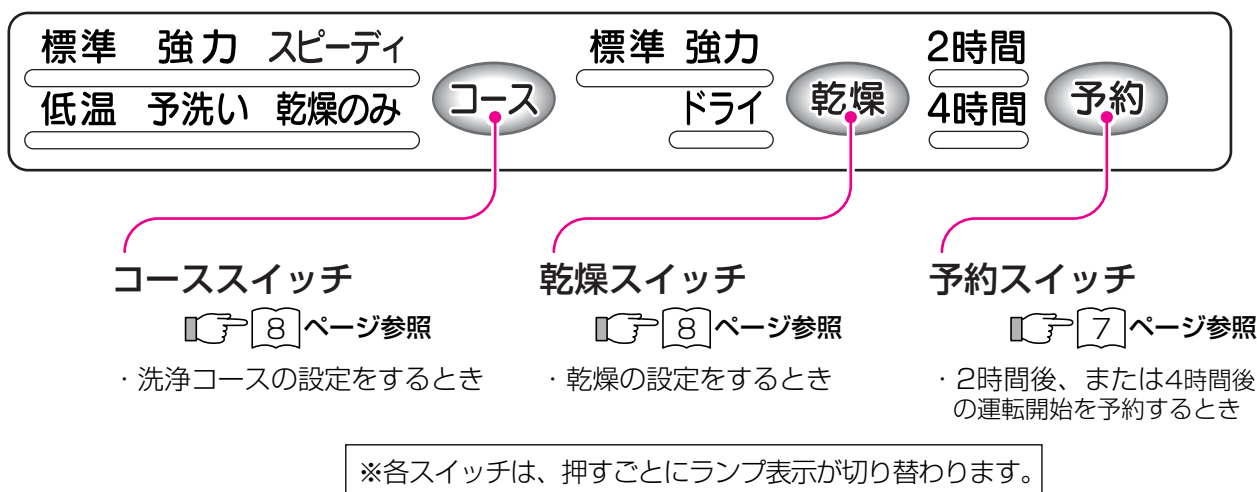 標準 強力 スピーディ 標準 強力 2時間
コース 乾燥 予約
低温 予洗い 乾燥のみ ドライ 4時間
コーススイッチ 乾燥スイッチ 予約スイッチ
8 ページ参照 8 ページ参照 7 ページ参照
・洗浄コースの設定をするとき ・乾燥の設定をするとき ・2時間後、または4時間後
の運転開始を予約するとき
※各スイッチは、押すごとにランプ表示が切り替わります。